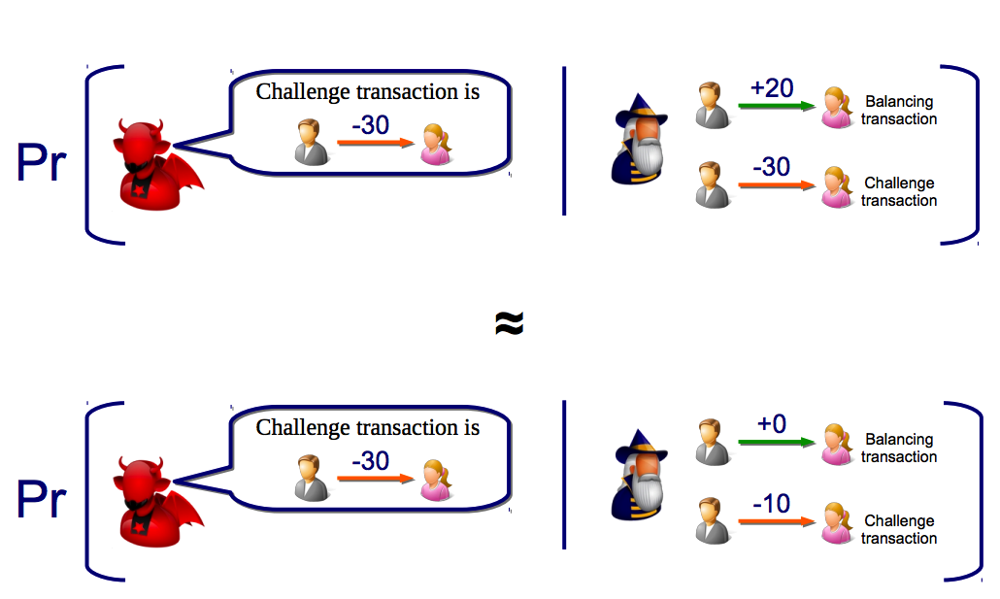 Challenge transaction is
-30
Pr
+20
Balancing
transaction
-30
Challenge
transaction
≈
Challenge transaction is
-30
Pr
+0
Balancing
transaction
-10
Challenge
transaction